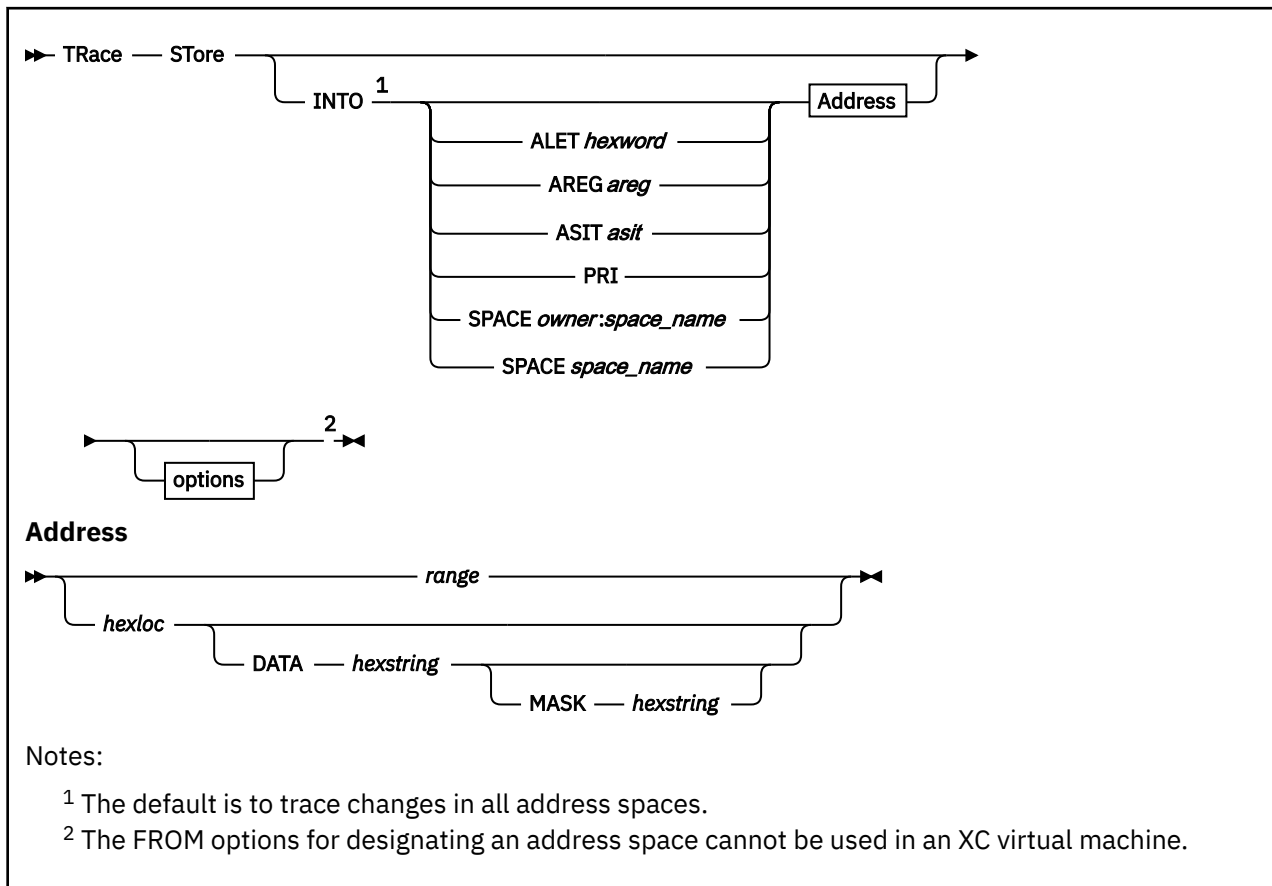 TRace STore
INTO 1 Address
ALET hexword
AREG areg
ASIT asit
PRI
SPACE owner:space_name
SPACE space_name
2
options
Address
range
hexloc
DATA hexstring
MASK hexstring
Notes:
1 The default is to trace changes in all address spaces.
2 The FROM options for designating an address space cannot be used in an XC virtual machine.